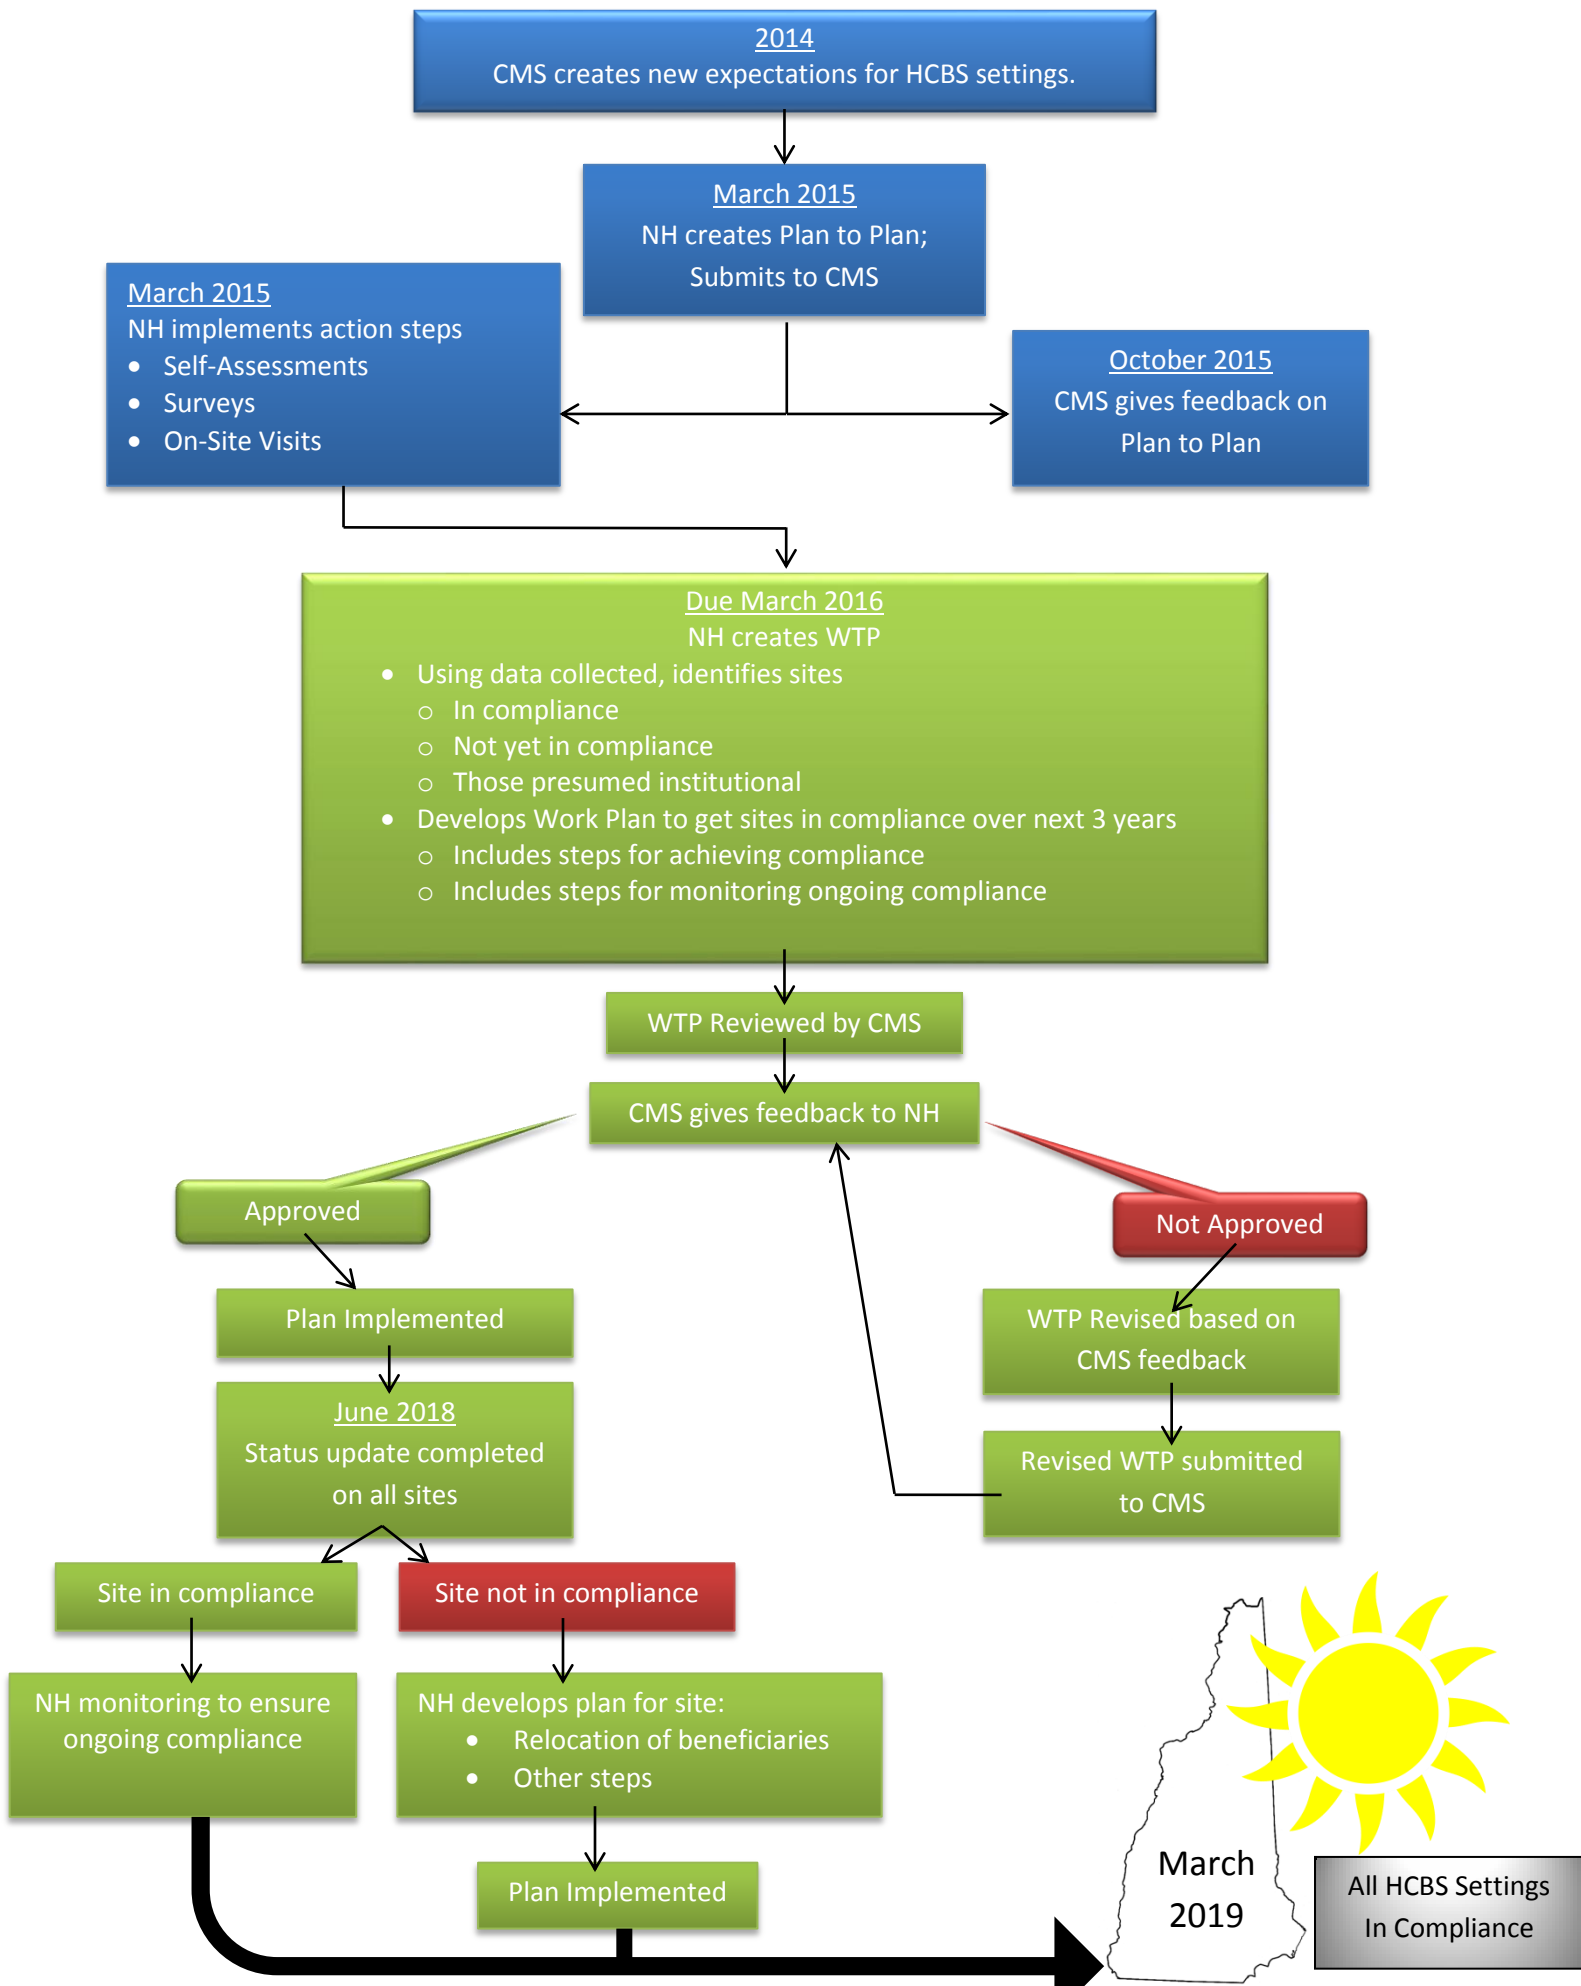 2014
CMS creates new expectations for HCBS settings.
March 2015
NH creates Plan to Plan;
Submits to CMS
March 2015
NH implements action steps
• Self-Assessments
• Surveys
• On-Site Visits
October 2015
CMS gives feedback on
Plan to Plan
Due March 2016
NH creates WTP
• Using data collected, identifies sites
o In compliance
o Not yet in compliance
o Those presumed institutional
• Develops Work Plan to get sites in compliance over next 3 years
o Includes steps for achieving compliance
o Includes steps for monitoring ongoing compliance
WTP Reviewed by CMS
CMS gives feedback to NH
Approved
Not Approved
Plan Implemented
WTP Revised based on
CMS feedback
June 2018
Status update completed
on all sites
Revised WTP submitted
to CMS
Site in compliance
Site not in compliance
NH monitoring to ensure
ongoing compliance
NH develops plan for site:
• Relocation of beneficiaries
• Other steps
Plan Implemented
March
2019
All HCBS Settings
In Compliance